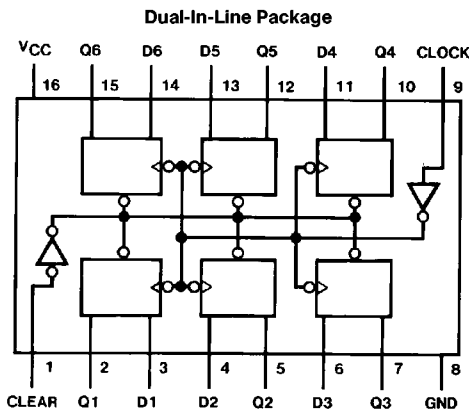 Dual-In-Line Package
VCC Q6 D6 D5 Q5 D4 Q4 CLOCK
16 15 14 13 12 11 10 9
1 2 3 4 5 6 7 8
CLEAR Q1 D1 D2 Q2 D3 Q3 GND